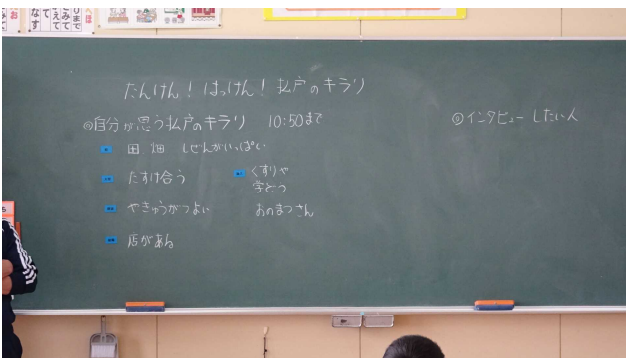 たんけん！はっけん！払戸のキラリ
◎自分が思う払戸のキラリ 10:50まで
田、畑 しぜんがいっぱい
たすけ合う
やきゅうがつよい
店がある
くすりや
学どう
おのまつさん
◎インタビューしたい人